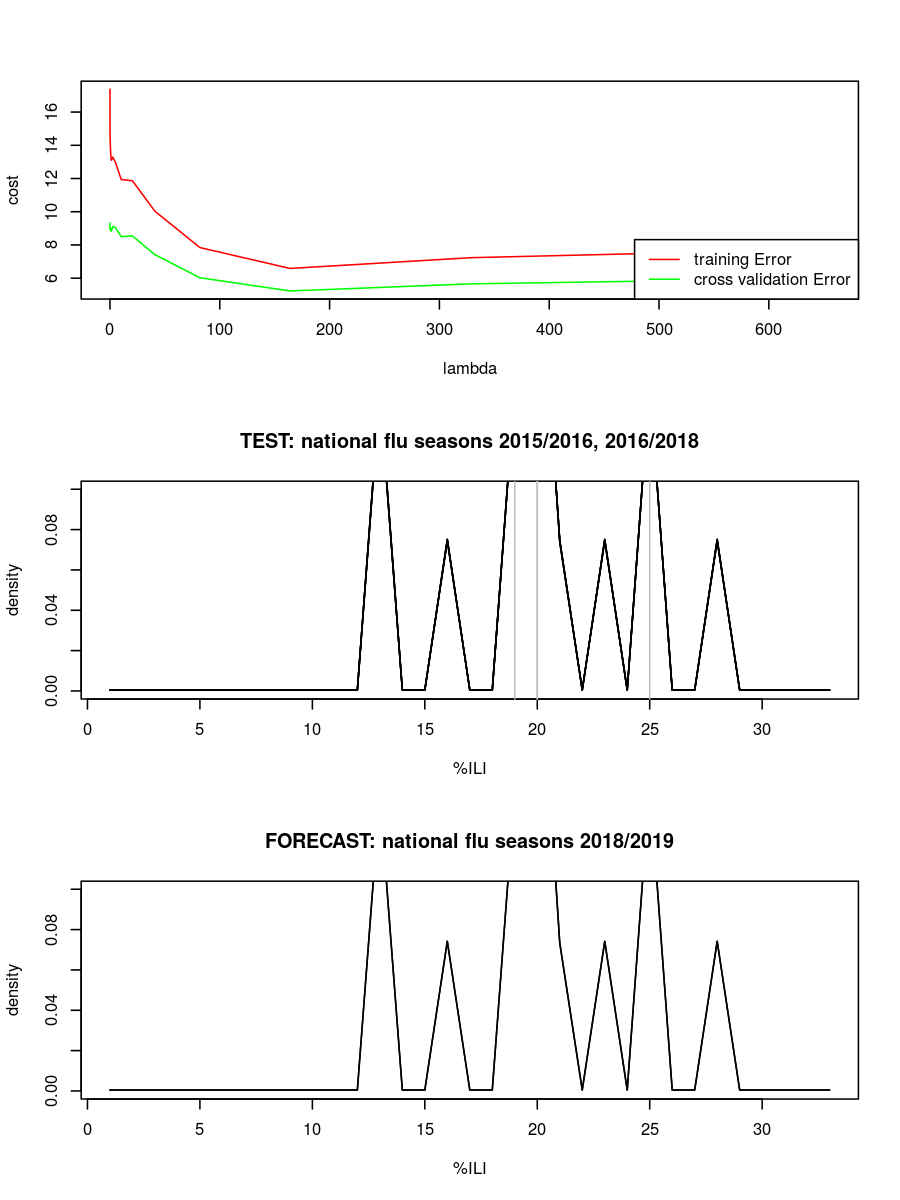 16
14
12
10
8
6
cost
training Error
cross validation Error
0 100 200 300 400 500 600
lambda
TEST: national flu seasons 2015/2016, 2016/2018
0.08
0.04
0.00
density
0 5 10 15 20 25 30
%ILI
FORECAST: national flu seasons 2018/2019
0.08
0.04
0.00
density
0 5 10 15 20 25 30
%ILI